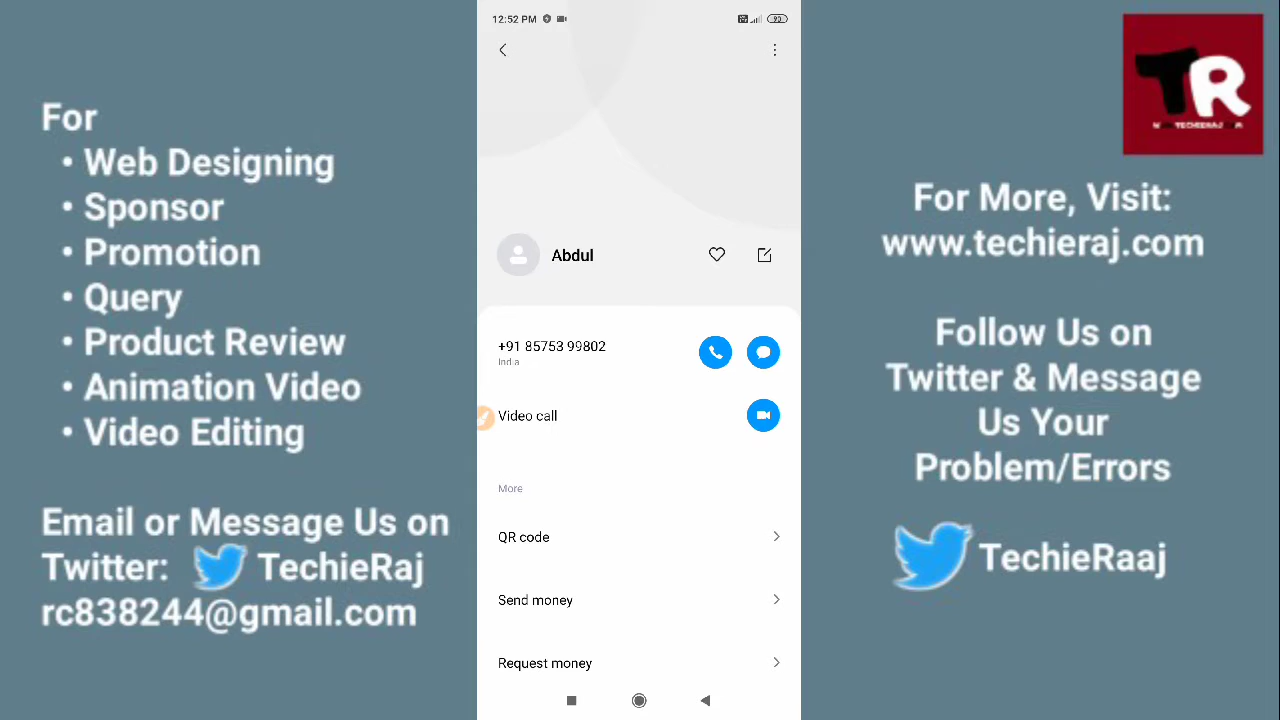 For
• Web Designing
• Sponsor
• Promotion
• Query
• Product Review
• Animation Video
• Video Editing
Email or Message Us on
Twitter: TechieRaj
rc838244@gmail.com
12:52 PM
93
Abdul
+91 85753 99802
India
Video call
More
QR code
Send money
Request money
TR
For More, Visit:
www.techieraj.com
Follow Us on
Twitter & Message
Us Your
Problem/Errors
TechieRaaj